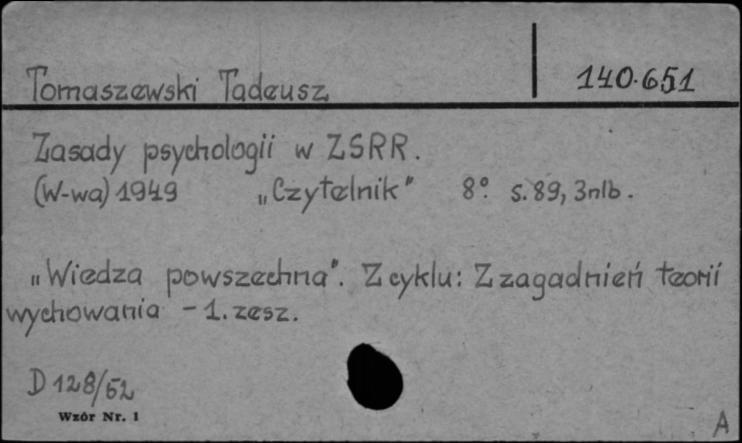 Tomaszewski Tadeusz 140.651
Zasady psychologii w ZSRR.
(W-wa) 1949 „Czytelnik" 8° s. 89, 3nlb.
„Wiedza powszechna". Z cyklu: Z zagadnień teorii
wychowania - 1. zesz.
D 128/52
Wzór Nr. 1
A